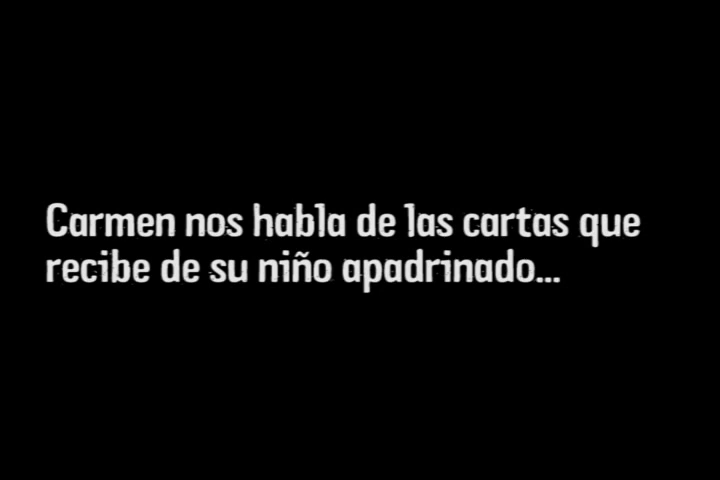 Carmen nos habla de las cartas que
recibe de su niño apadrinado...